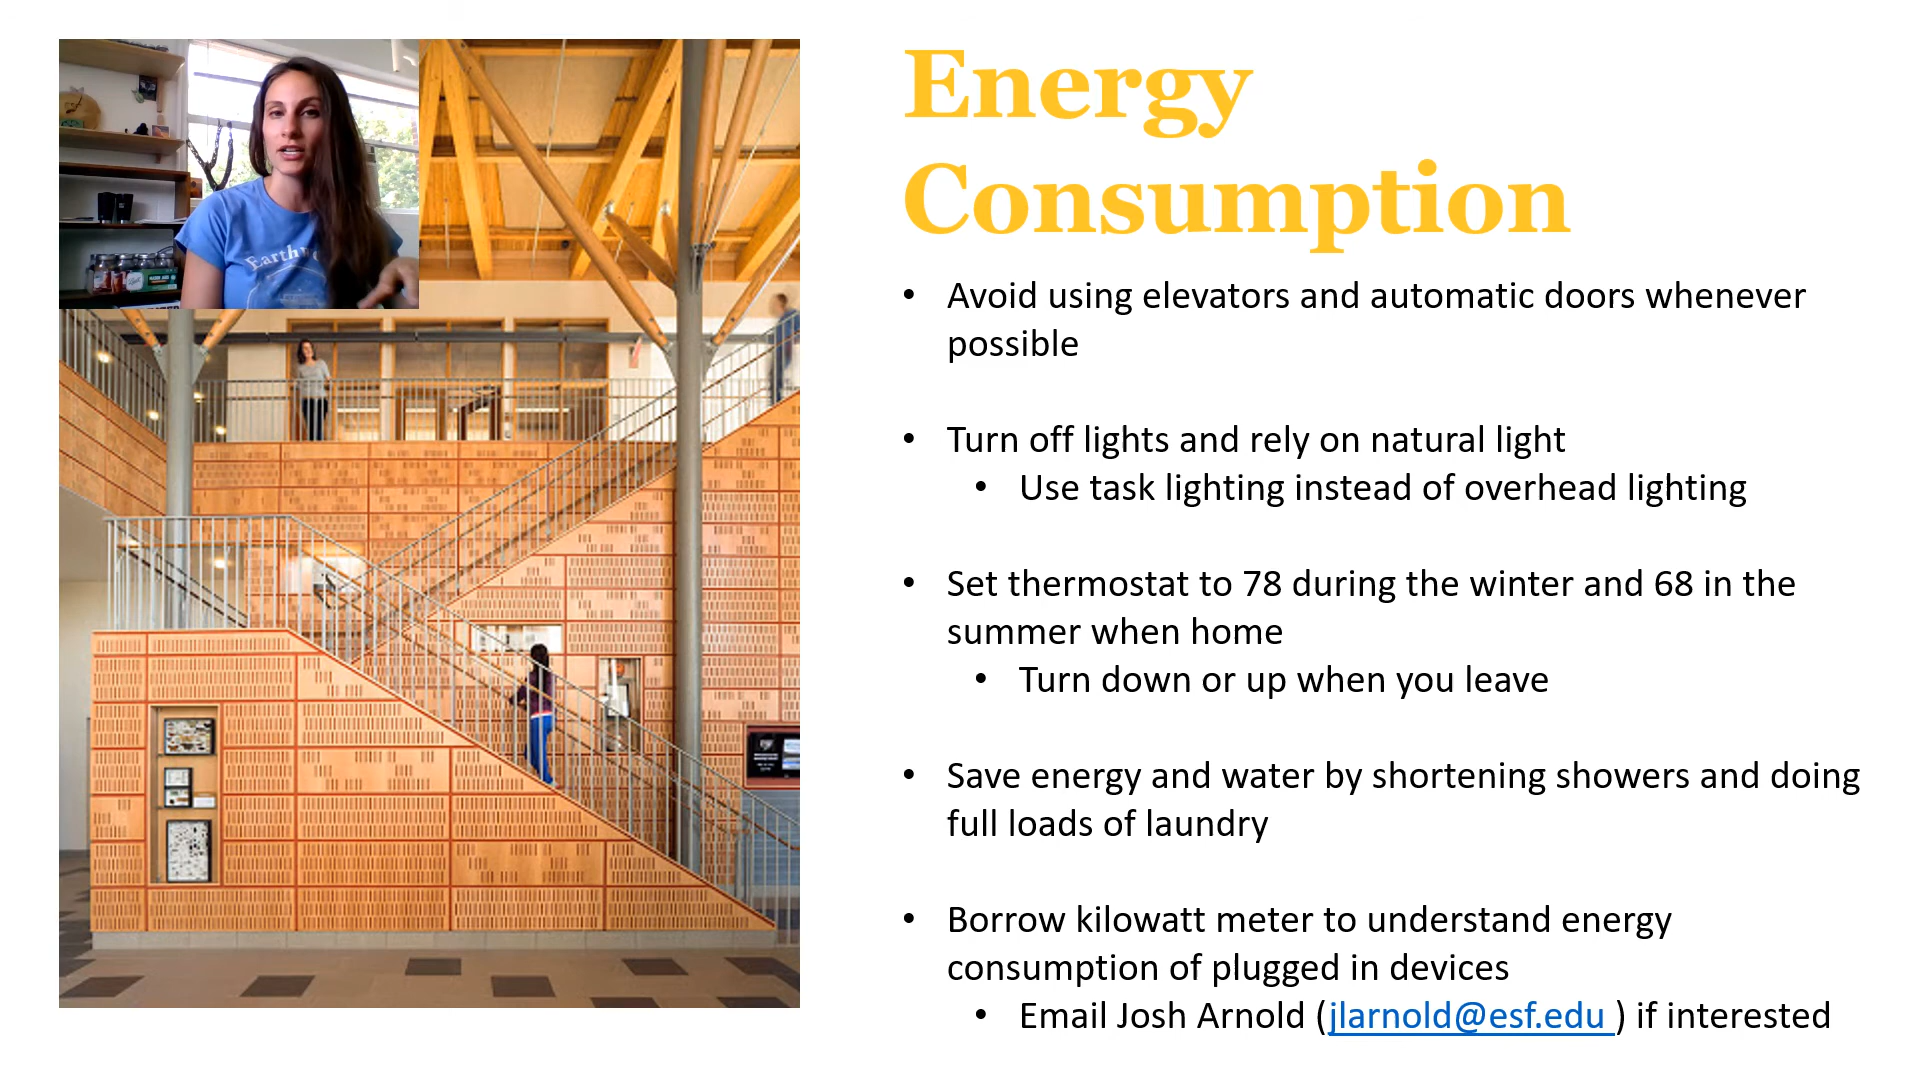 Energy
Consumption
• Avoid using elevators and automatic doors whenever
possible
• Turn off lights and rely on natural light
• Use task lighting instead of overhead lighting
• Set thermostat to 78 during the winter and 68 in the
summer when home
• Turn down or up when you leave
• Save energy and water by shortening showers and doing
full loads of laundry
• Borrow kilowatt meter to understand energy
consumption of plugged in devices
• Email Josh Arnold (jlarnold@esf.edu ) if interested